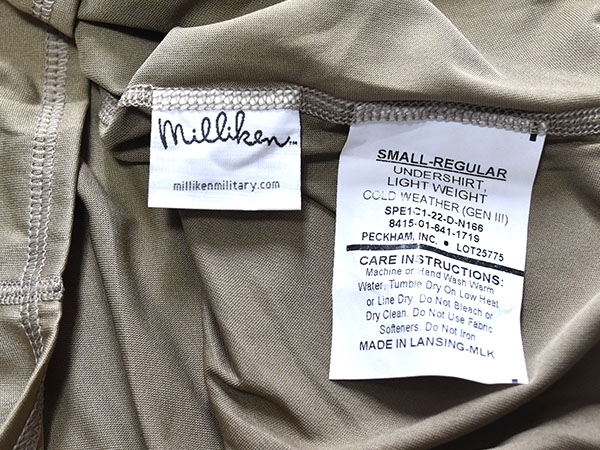 Milliken™
millikenmilitary.com
SMALL-REGULAR
UNDERSHIRT,
LIGHT WEIGHT
COLD WEATHER (GEN III)
SPE1C1-22-D-N166
8415-01-641-1719
PECKHAM, INC. • LOT25775
CARE INSTRUCTIONS:
Machine or Hand Wash Warm
Water, Tumble Dry On Low Heat
or Line Dry. Do Not Bleach or
Dry Clean. Do Not Use Fabric
Softeners. Do Not Iron
MADE IN LANSING-MLK